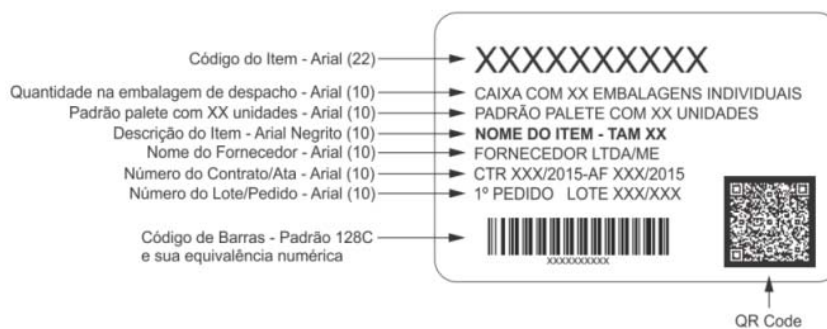 Código do Item - Arial (22)
XXXXXXXXXX
Quantidade na embalagem de despacho - Arial (10)
CAIXA COM XX EMBALAGENS INDIVIDUAIS
Padrão palete com XX unidades - Arial (10)
PADRÃO PALETE COM XX UNIDADES
Descrição do Item - Arial Negrito (10)
NOME DO ITEM - TAM XX
Nome do Fornecedor - Arial (10)
FORNECEDOR LTDA/ME
Número do Contrato/Ata - Arial (10)
CTR XXX/2015-AF XXX/2015
Número do Lote/Pedido - Arial (10)
1º PEDIDO LOTE XXX/XXX
Código de Barras - Padrão 128C
e sua equivalência numérica
XXXXXXXXXX
QR Code